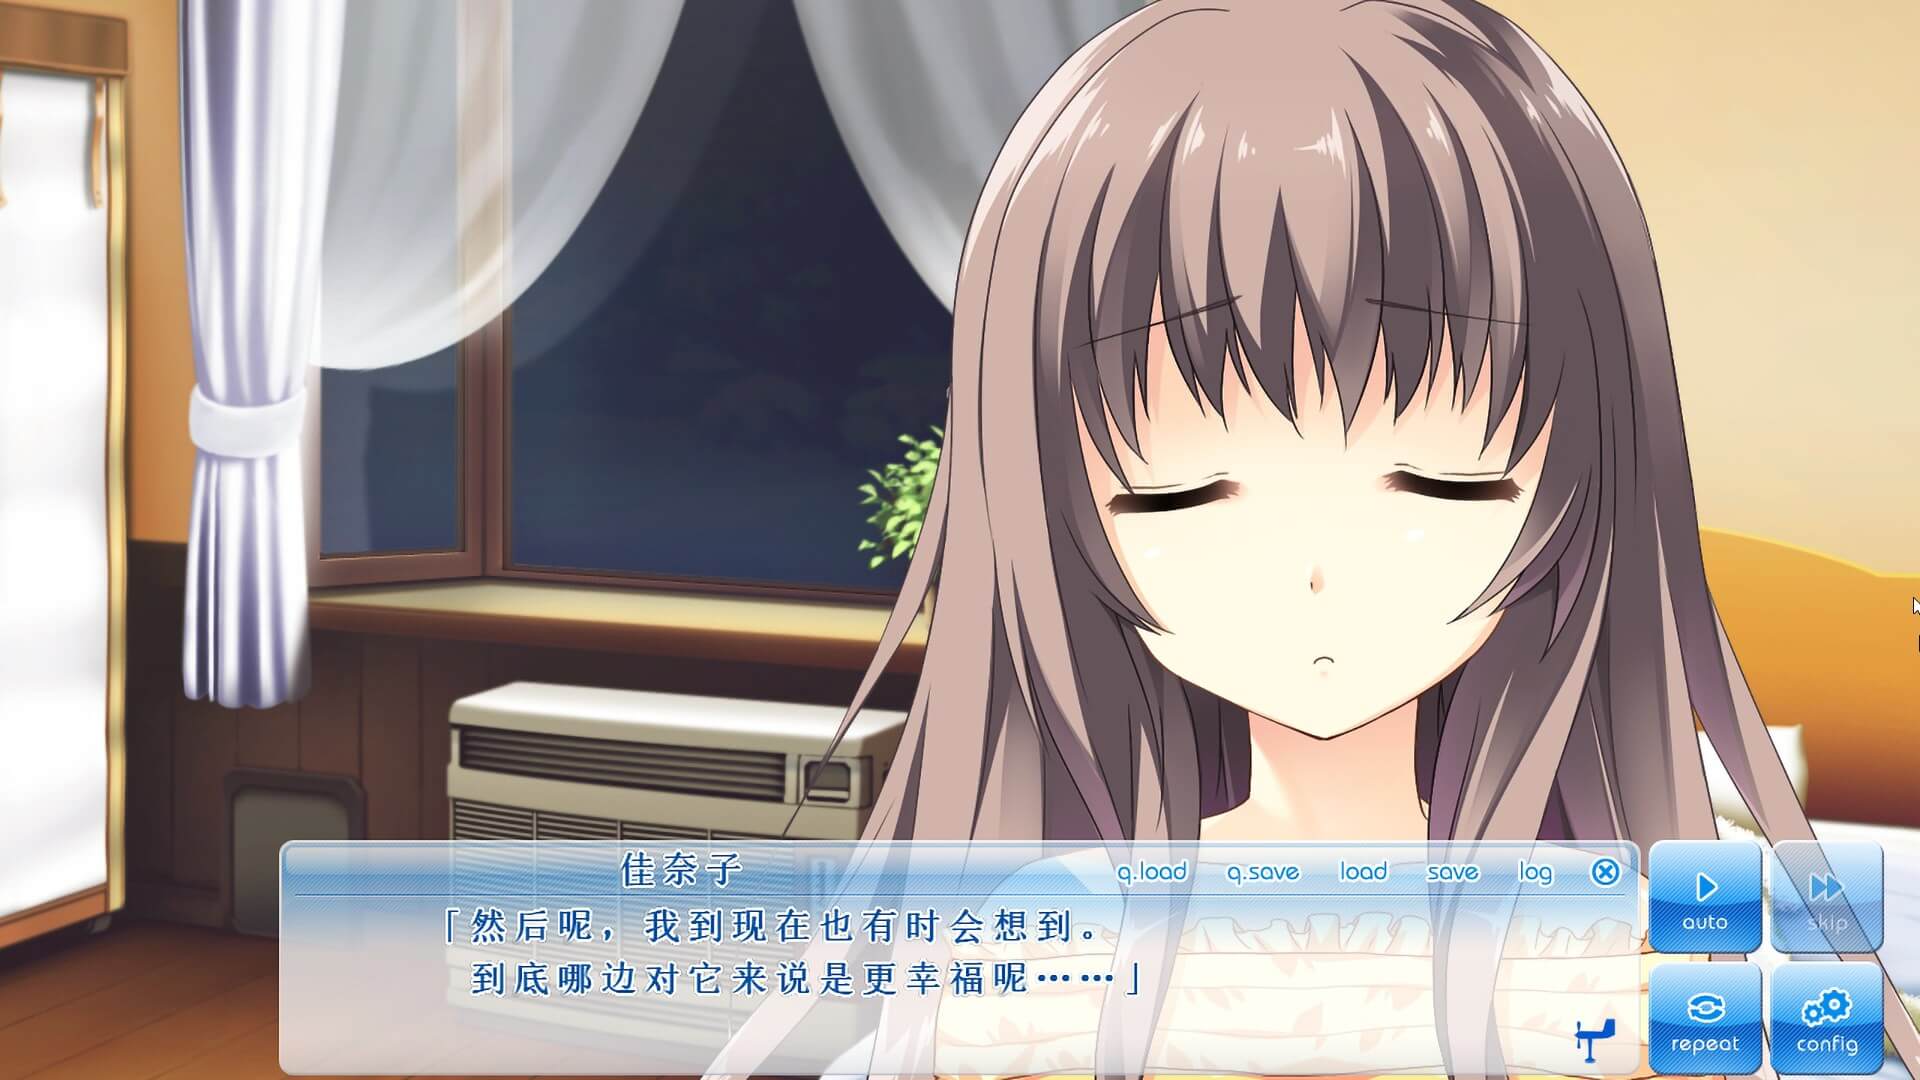 佳奈子
q.load q.save load save log
「然后呢，我到现在也有时会想到。
到底哪边对它来说是更幸福呢……」
auto
skip
repeat
config